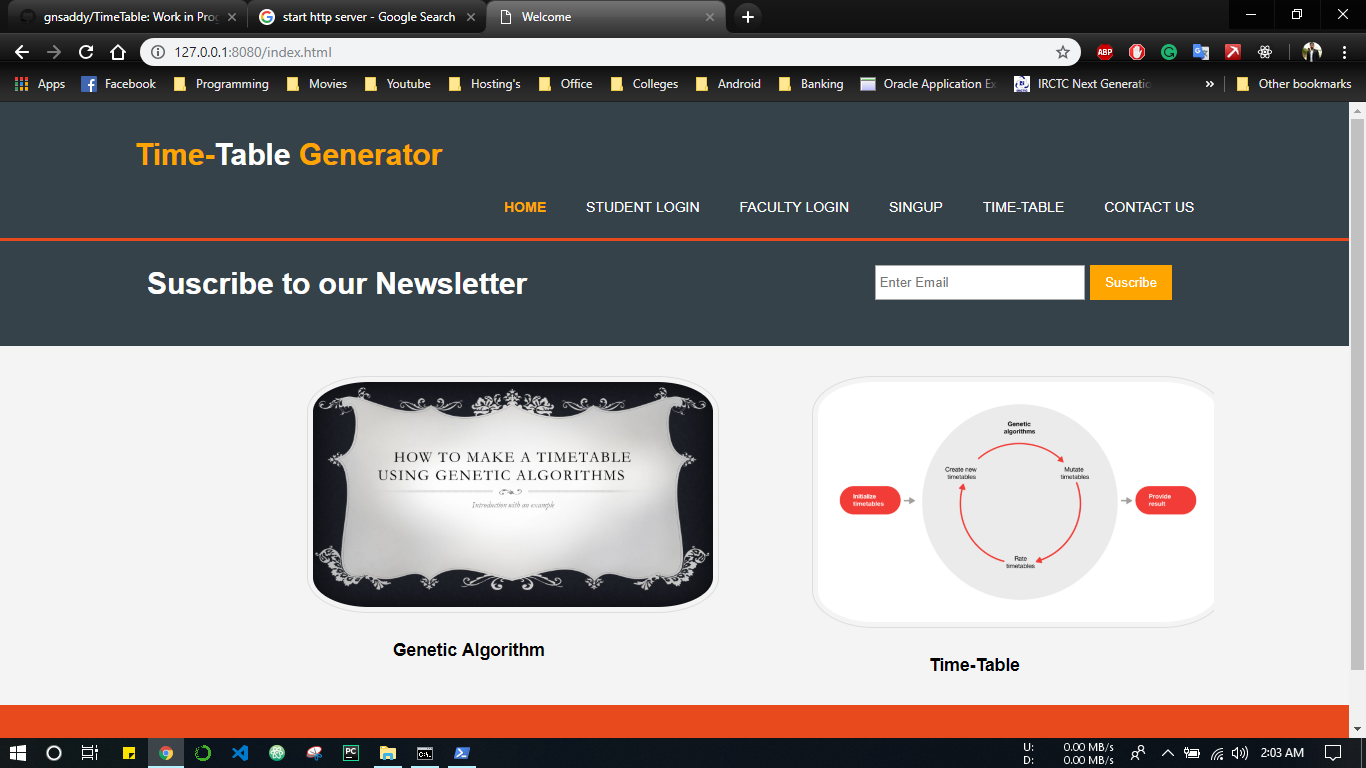 gnsaddy/TimeTable: Work in Prog
start http server - Google Search
Welcome
127.0.0.1:8080/index.html
ABP
Apps
Facebook
Programming
Movies
Youtube
Hosting's
Office
Colleges
Android
Banking
Oracle Application Ex
IRCTC Next Generatio
»
Other bookmarks
Time-Table Generator
HOME
STUDENT LOGIN
FACULTY LOGIN
SINGUP
TIME-TABLE
CONTACT US
Suscribe to our Newsletter
Enter Email
Suscribe
HOW TO MAKE A TIMETABLE
USING GENETIC ALGORITHMS
Introduction with an example
Genetic
algorithms
Create new
timetables
Mutate
timetables
Initialize
timetables
Provide
result
Rate
timetables
Genetic Algorithm
Time-Table
PC
C:\.
U: 0.00 MB/s
D: 0.00 MB/s
2:03 AM